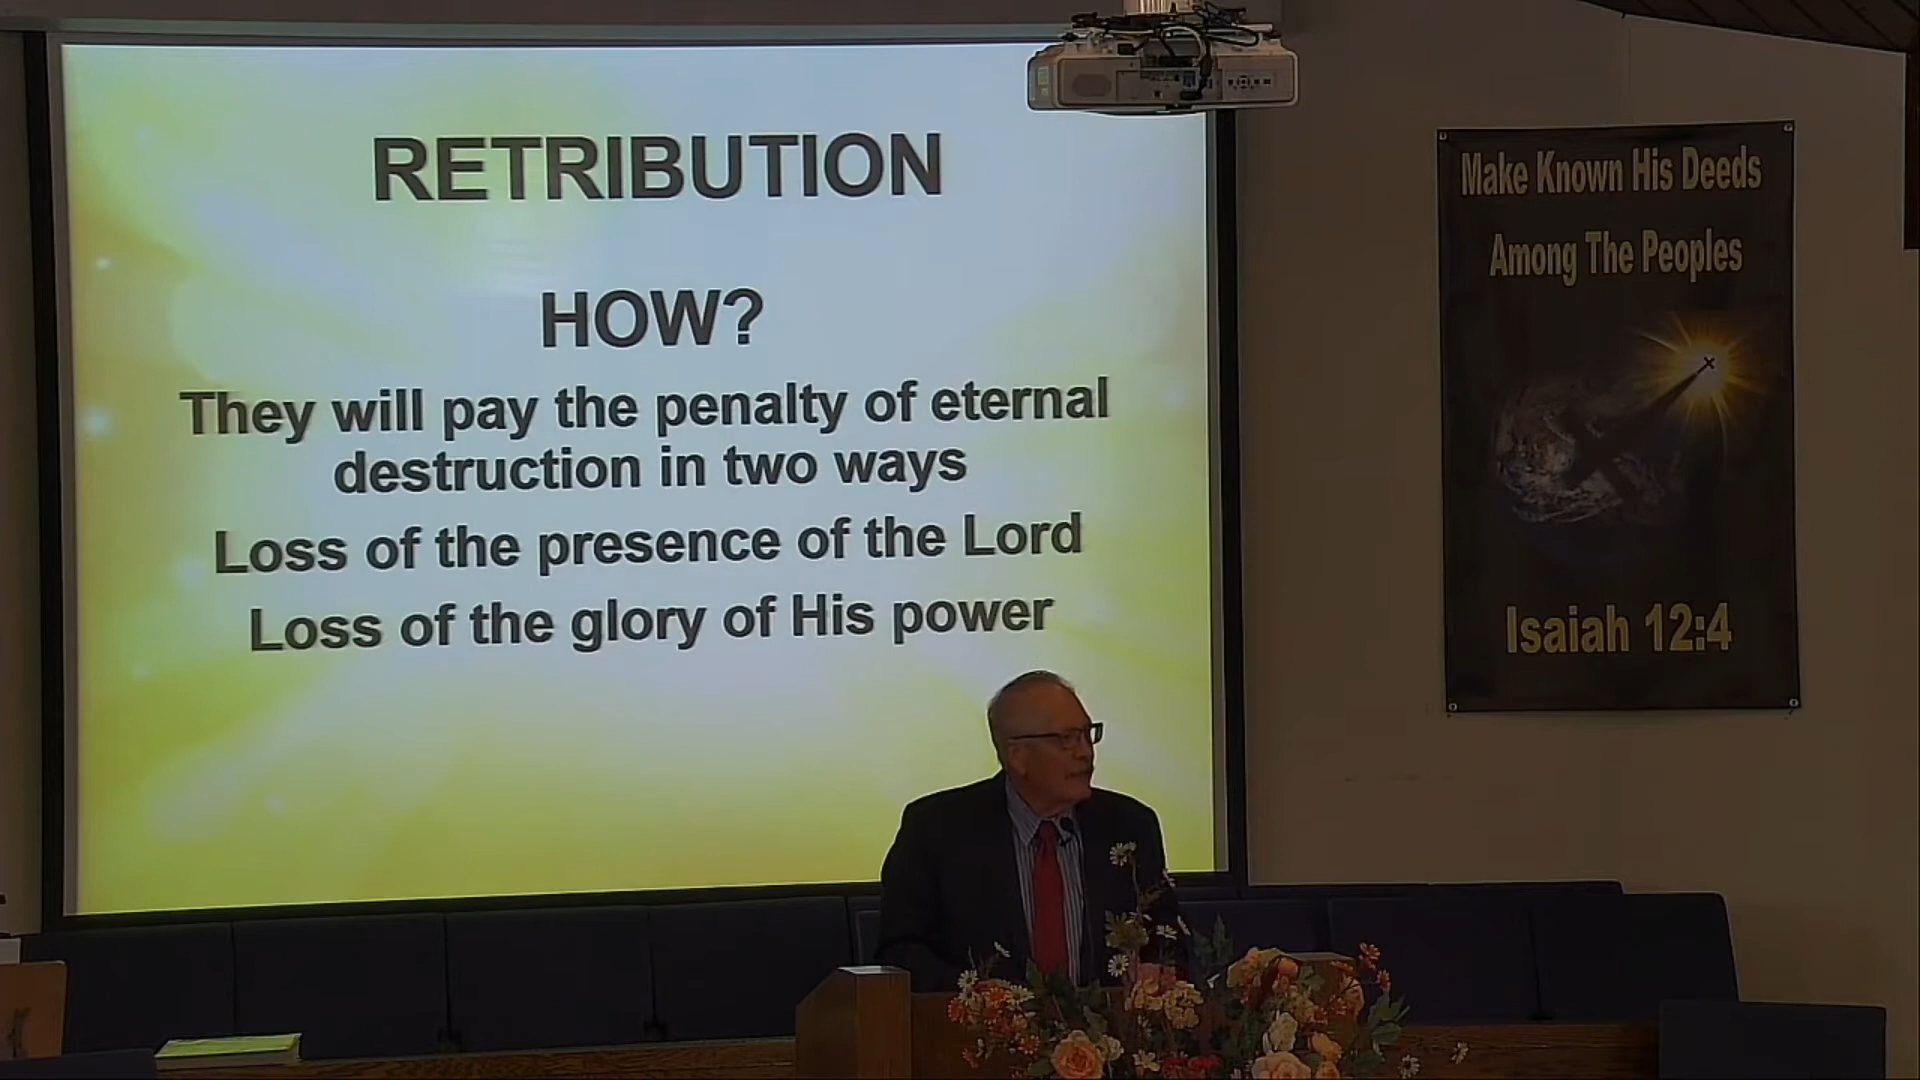 RETRIBUTION
HOW?
They will pay the penalty of eternal
destruction in two ways
Loss of the presence of the Lord
Loss of the glory of His power
Make Known His Deeds
Among The Peoples
Isaiah 12:4